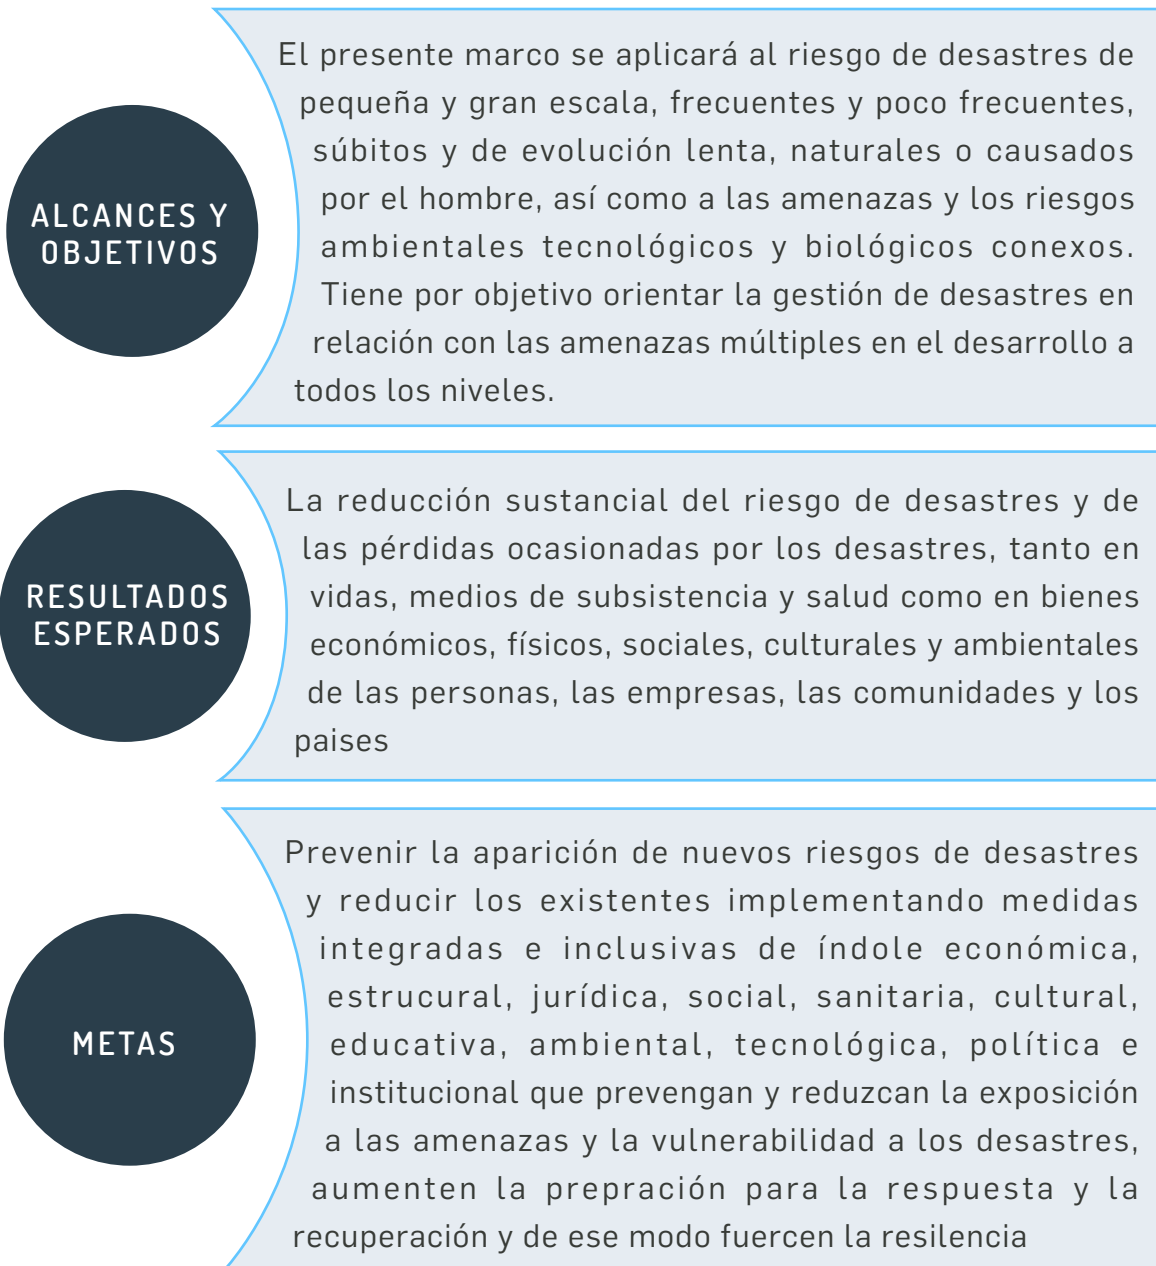 ALCANCES Y
OBJETIVOS
El presente marco se aplicará al riesgo de desastres de
pequeña y gran escala, frecuentes y poco frecuentes,
súbitos y de evolución lenta, naturales o causados
por el hombre, así como a las amenazas y los riesgos
ambientales tecnológicos y biológicos conexos.
Tiene por objetivo orientar la gestión de desastres en
relación con las amenazas múltiples en el desarrollo a
todos los niveles.
RESULTADOS
ESPERADOS
La reducción sustancial del riesgo de desastres y de
las pérdidas ocasionadas por los desastres, tanto en
vidas, medios de subsistencia y salud como en bienes
económicos, físicos, sociales, culturales y ambientales
de las personas, las empresas, las comunidades y los
paises
METAS
Prevenir la aparición de nuevos riesgos de desastres
y reducir los existentes implementando medidas
integradas e inclusivas de índole económica,
estrucural, jurídica, social, sanitaria, cultural,
educativa, ambiental, tecnológica, política e
institucional que prevengan y reduzcan la exposición
a las amenazas y la vulnerabilidad a los desastres,
aumenten la prepración para la respuesta y la
recuperación y de ese modo fuercen la resilencia